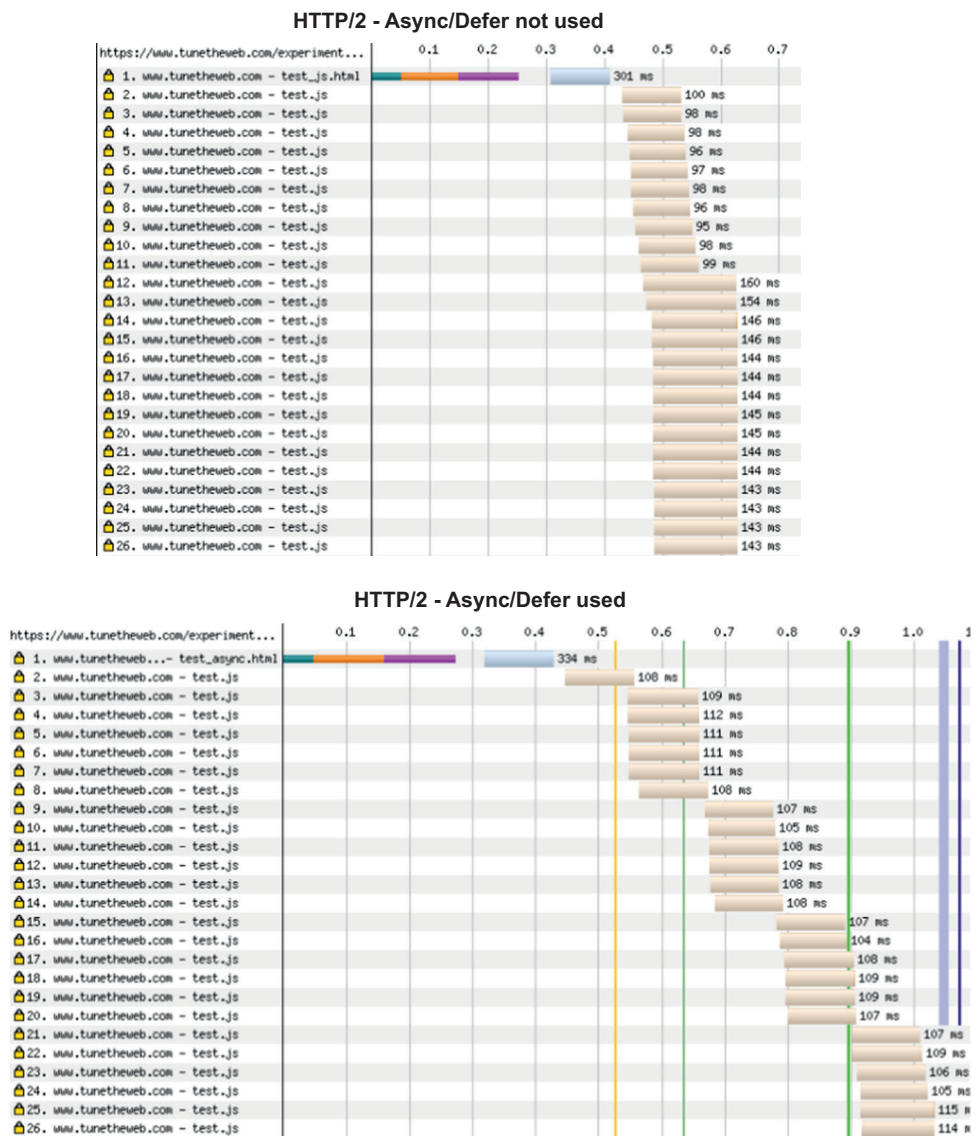 HTTP/2 - Async/Defer not used
https://www.tunetheweb.com/experiment... 0.1 0.2 0.3 0.4 0.5 0.6 0.7
1. www.tunetheweb.com - test_js.html 301 ms
2. www.tunetheweb.com - test.js 100 ms
3. www.tunetheweb.com - test.js 98 ms
4. www.tunetheweb.com - test.js 98 ms
5. www.tunetheweb.com - test.js 96 ms
6. www.tunetheweb.com - test.js 97 ms
7. www.tunetheweb.com - test.js 98 ms
8. www.tunetheweb.com - test.js 96 ms
9. www.tunetheweb.com - test.js 95 ms
10. www.tunetheweb.com - test.js 98 ms
11. www.tunetheweb.com - test.js 99 ms
12. www.tunetheweb.com - test.js 160 ms
13. www.tunetheweb.com - test.js 154 ms
14. www.tunetheweb.com - test.js 146 ms
15. www.tunetheweb.com - test.js 146 ms
16. www.tunetheweb.com - test.js 144 ms
17. www.tunetheweb.com - test.js 144 ms
18. www.tunetheweb.com - test.js 144 ms
19. www.tunetheweb.com - test.js 145 ms
20. www.tunetheweb.com - test.js 145 ms
21. www.tunetheweb.com - test.js 144 ms
22. www.tunetheweb.com - test.js 144 ms
23. www.tunetheweb.com - test.js 143 ms
24. www.tunetheweb.com - test.js 143 ms
25. www.tunetheweb.com - test.js 143 ms
26. www.tunetheweb.com - test.js 143 ms
HTTP/2 - Async/Defer used
https://www.tunetheweb.com/experiment... 0.1 0.2 0.3 0.4 0.5 0.6 0.7 0.8 0.9 1.0 1
1. www.tunetheweb...- test_async.html 334 ms
2. www.tunetheweb.com - test.js 108 ms
3. www.tunetheweb.com - test.js 109 ms
4. www.tunetheweb.com - test.js 112 ms
5. www.tunetheweb.com - test.js 111 ms
6. www.tunetheweb.com - test.js 111 ms
7. www.tunetheweb.com - test.js 111 ms
8. www.tunetheweb.com - test.js 108 ms
9. www.tunetheweb.com - test.js 107 ms
10. www.tunetheweb.com - test.js 105 ms
11. www.tunetheweb.com - test.js 108 ms
12. www.tunetheweb.com - test.js 109 ms
13. www.tunetheweb.com - test.js 108 ms
14. www.tunetheweb.com - test.js 108 ms
15. www.tunetheweb.com - test.js 107 ms
16. www.tunetheweb.com - test.js 104 ms
17. www.tunetheweb.com - test.js 108 ms
18. www.tunetheweb.com - test.js 109 ms
19. www.tunetheweb.com - test.js 109 ms
20. www.tunetheweb.com - test.js 107 ms
21. www.tunetheweb.com - test.js 107 ms
22. www.tunetheweb.com - test.js 109 ms
23. www.tunetheweb.com - test.js 106 ms
24. www.tunetheweb.com - test.js 105 ms
25. www.tunetheweb.com - test.js 115 m
26. www.tunetheweb.com - test.js 114 m